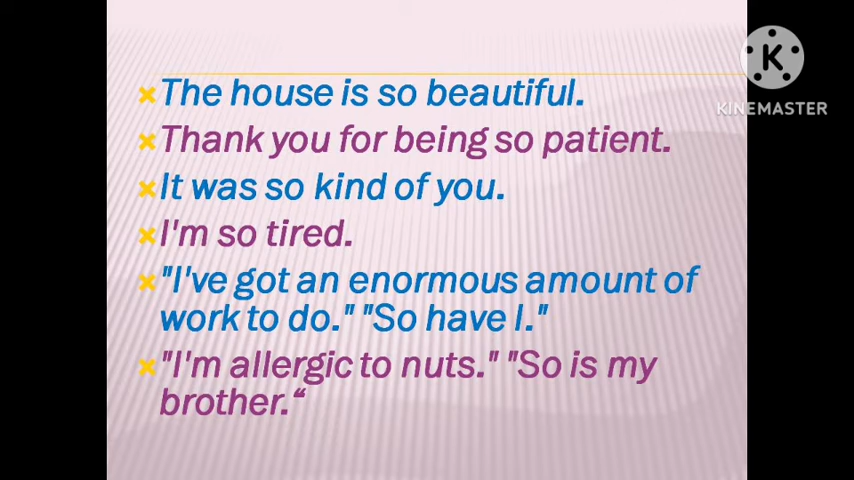 K
KINEMASTER
The house is so beautiful.
Thank you for being so patient.
It was so kind of you.
I'm so tired.
"I've got an enormous amount of
work to do." "So have I."
"I'm allergic to nuts." "So is my
brother.“